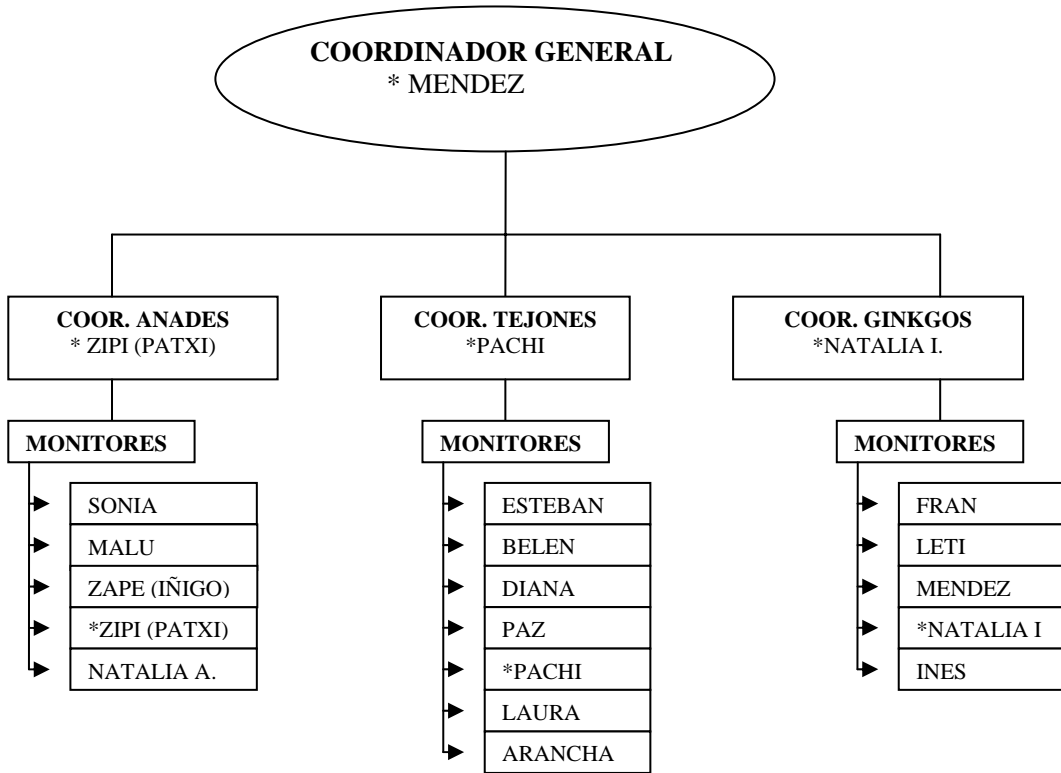 COORDINADOR GENERAL
* MENDEZ
COOR. ANADES
* ZIPI (PATXI)
MONITORES
SONIA
MALU
ZAPE (IÑIGO)
*ZIPI (PATXI)
NATALIA A.
COOR. TEJONES
*PACHI
MONITORES
ESTEBAN
BELEN
DIANA
PAZ
*PACHI
LAURA
ARANCHA
COOR. GINKGOS
*NATALIA I.
MONITORES
FRAN
LETI
MENDEZ
*NATALIA I
INES